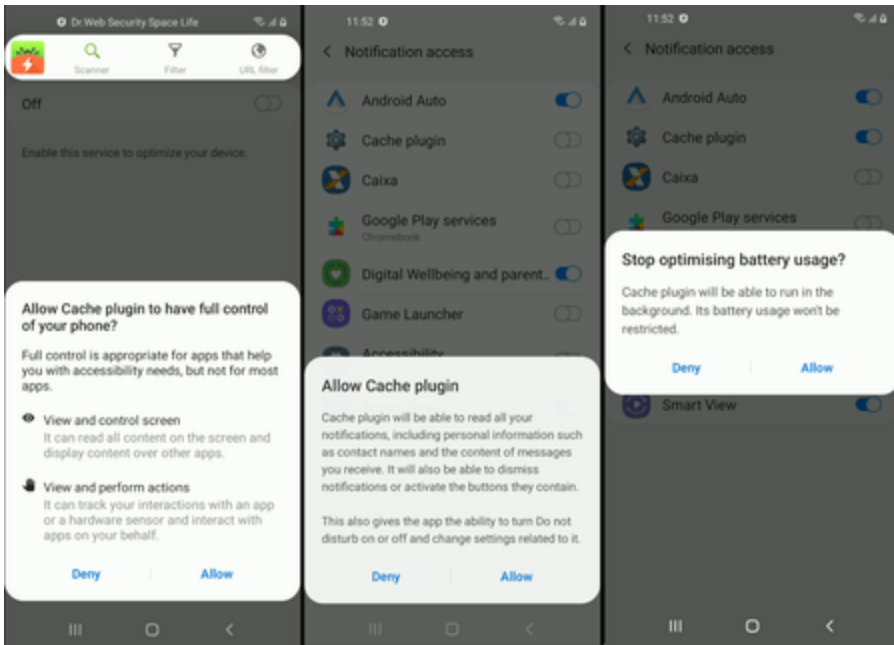 Dr.Web Security Space Life
Scanner
Filter
URL filter
Off
Enable this service to optimize your device.
Allow Cache plugin to have full control
of your phone?
Full control is appropriate for apps that help
you with accessibility needs, but not for most
apps.
View and control screen
It can read all content on the screen and
display content over other apps.
View and perform actions
It can track your interactions with an app
or a hardware sensor and interact with
apps on your behalf.
Deny
Allow
11:52
Notification access
Android Auto
Cache plugin
Caixa
Google Play services
Chromebook
Digital Wellbeing and parent..
Game Launcher
Accessibility
Allow Cache plugin
Cache plugin will be able to read all your
notifications, including personal information such
as contact names and the content of messages
you receive. It will also be able to dismiss
notifications or activate the buttons they contain.
This also gives the app the ability to turn Do not
disturb on or off and change settings related to it.
Deny
Allow
11:52
Notification access
Android Auto
Cache plugin
Caixa
Google Play services
Stop optimising battery usage?
Cache plugin will be able to run in the
background. Its battery usage won't be
restricted.
Deny
Allow
Smart View